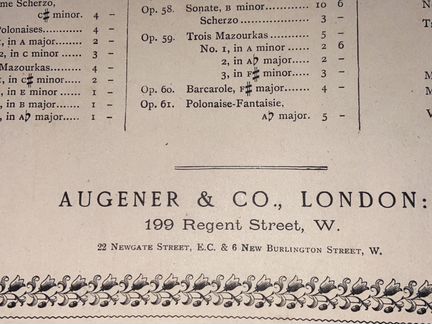 me Scherzo,
C♯ minor. 4 –
olonaises...... 4 –
1, in A major...... 2 –
2, in C minor ..... 3 –
Mazourkas...... 4 –
1, in C♯ minor ..... 2 –
, in E minor ...... 1 –
, in B major........ 1 –
, in A♭ major...... 1 –
Op. 58. Sonate, B minor............ 10 6
Scherzo .................. 3 –
Op. 59. Trois Mazourkas ......... 5 –
No. 1, in A minor ...... 2 6
2, in A♭ major...... 2 –
3, in F♯ minor...... 3 –
Op. 60. Barcarole, F♯ major....... 4 –
Op. 61. Polonaise-Fantaisie,
A♭ major. 5 –
AUGENER & CO., LONDON:
199 Regent Street, W.
22 Newgate Street, E.C. & 6 New Burlington Street, W.